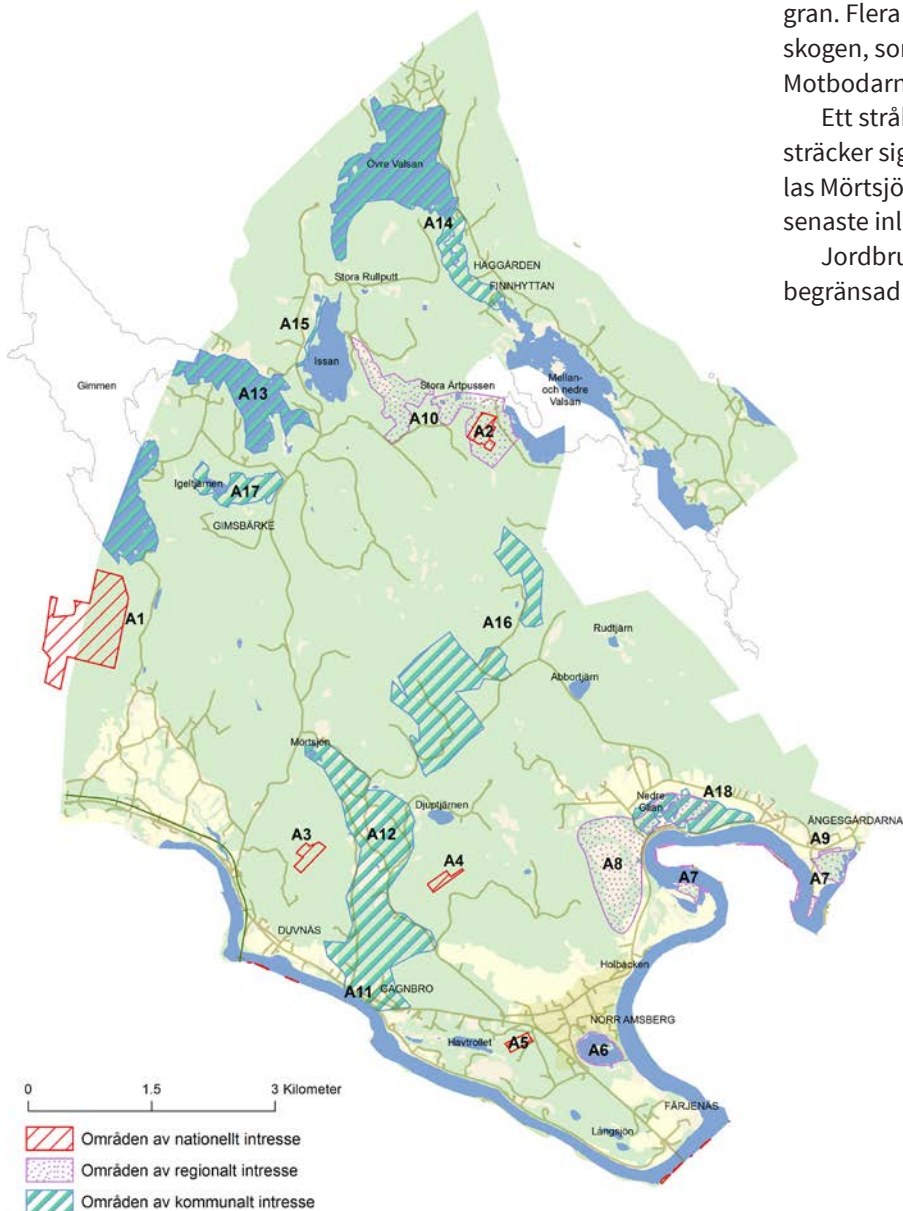 gran. Flera
skogen, son
Motbodarn
Ett stråk
sträcker sig
las Mörtsjö
senaste inl
Jordbru
begränsad
Övre Valsan
A14
HAGGÅRDEN
FINNHYTTAN
Stora Rullputt
A15
Issan
Gimmen
A13
Stora Ärtpussen
Mellan-
och nedre
Valsan
A10
A2
Igeltjärnen
A17
GIMSBÄRKE
A1
A16
Rudtjärn
Abbortjärn
Mörtsjön
Djuptjärnen
A12
A3
A4
Nedre
Glian
A18
ÄNGESGÅRDARNA
A9
A8
A7
A7
DUVNÄS
Holbäcken
A11
GAGNBRO
NORR AMSBERG
Havtrollet
A5
A6
FÄRJENÄS
Långsjön
0 1.5 3 Kilometer
Områden av nationellt intresse
Områden av regionalt intresse
Områden av kommunalt intresse